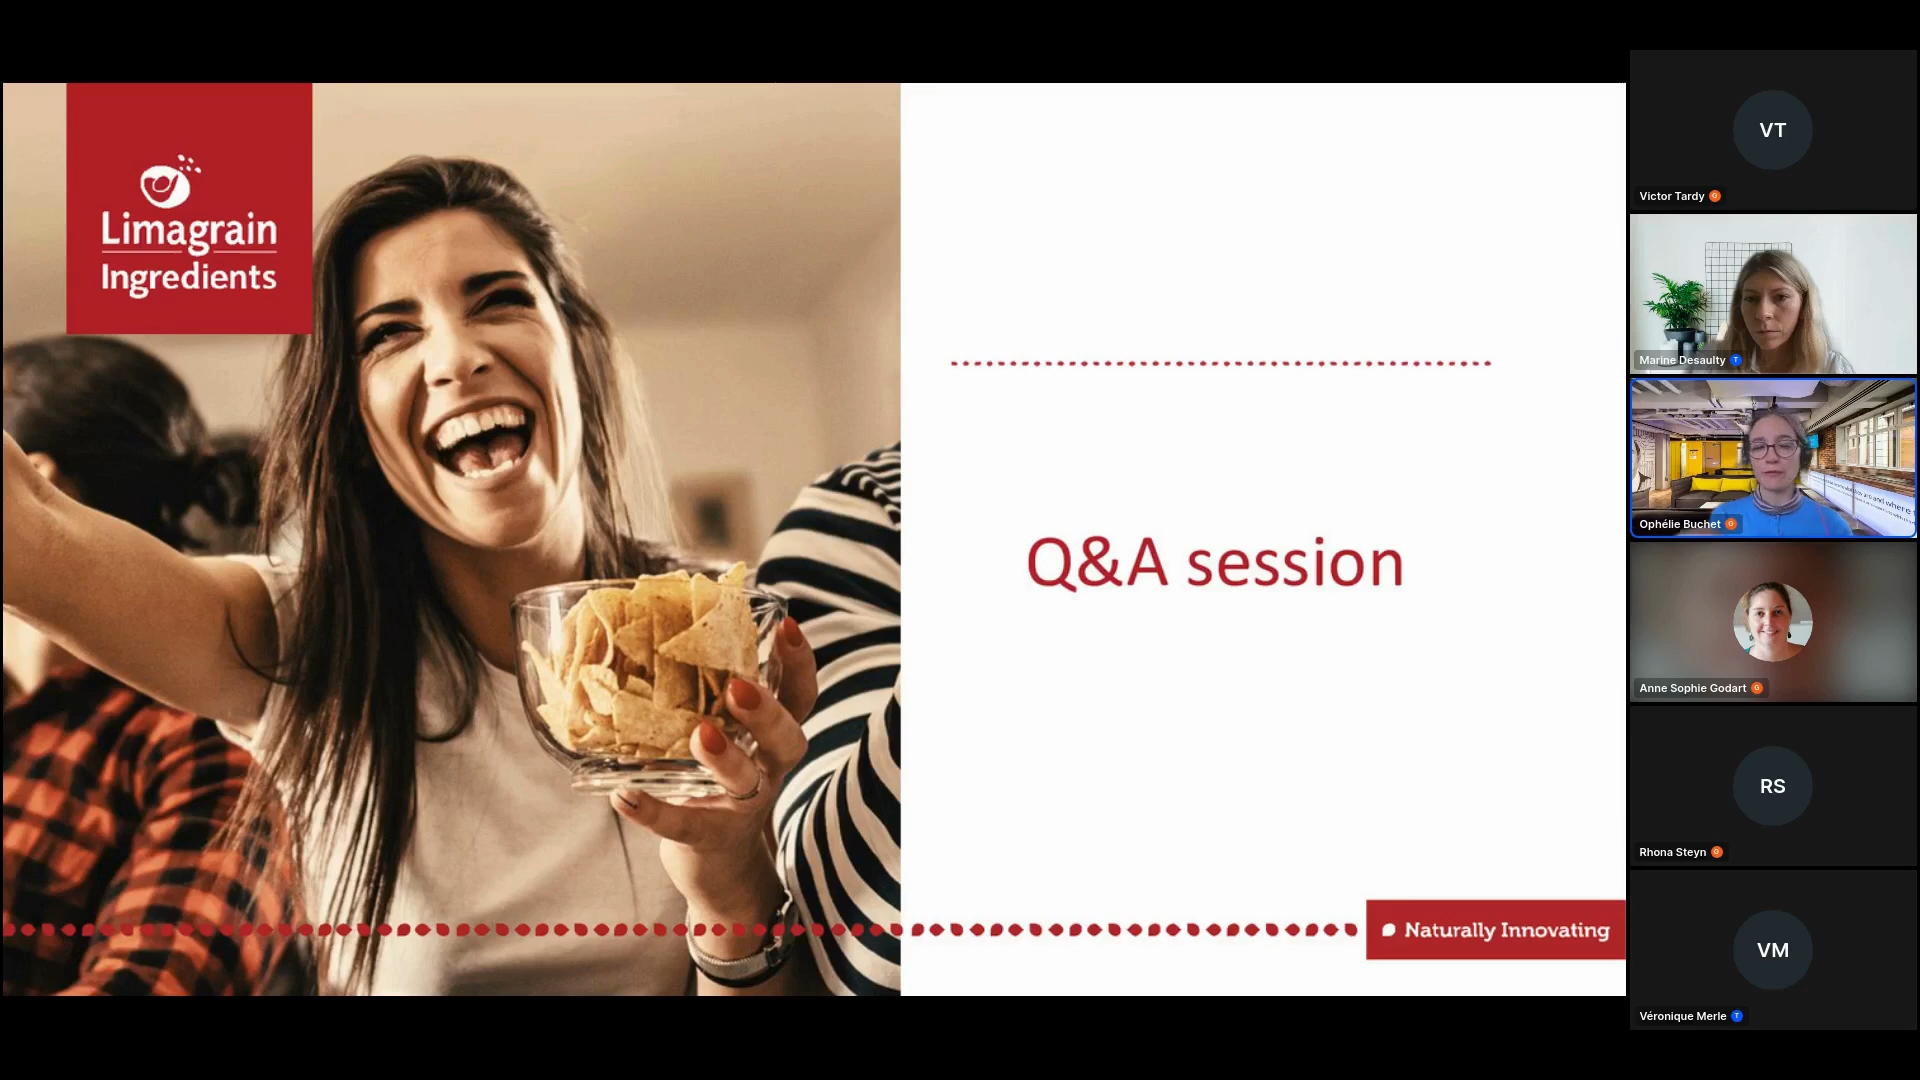 Limagrain
Ingredients
Q&A session
Naturally Innovating
VT
Victor Tardy
G
Marine Desaulty
T
Ophélie Buchet
G
Anne Sophie Godart
G
RS
Rhona Steyn
G
VM
Véronique Merle
T